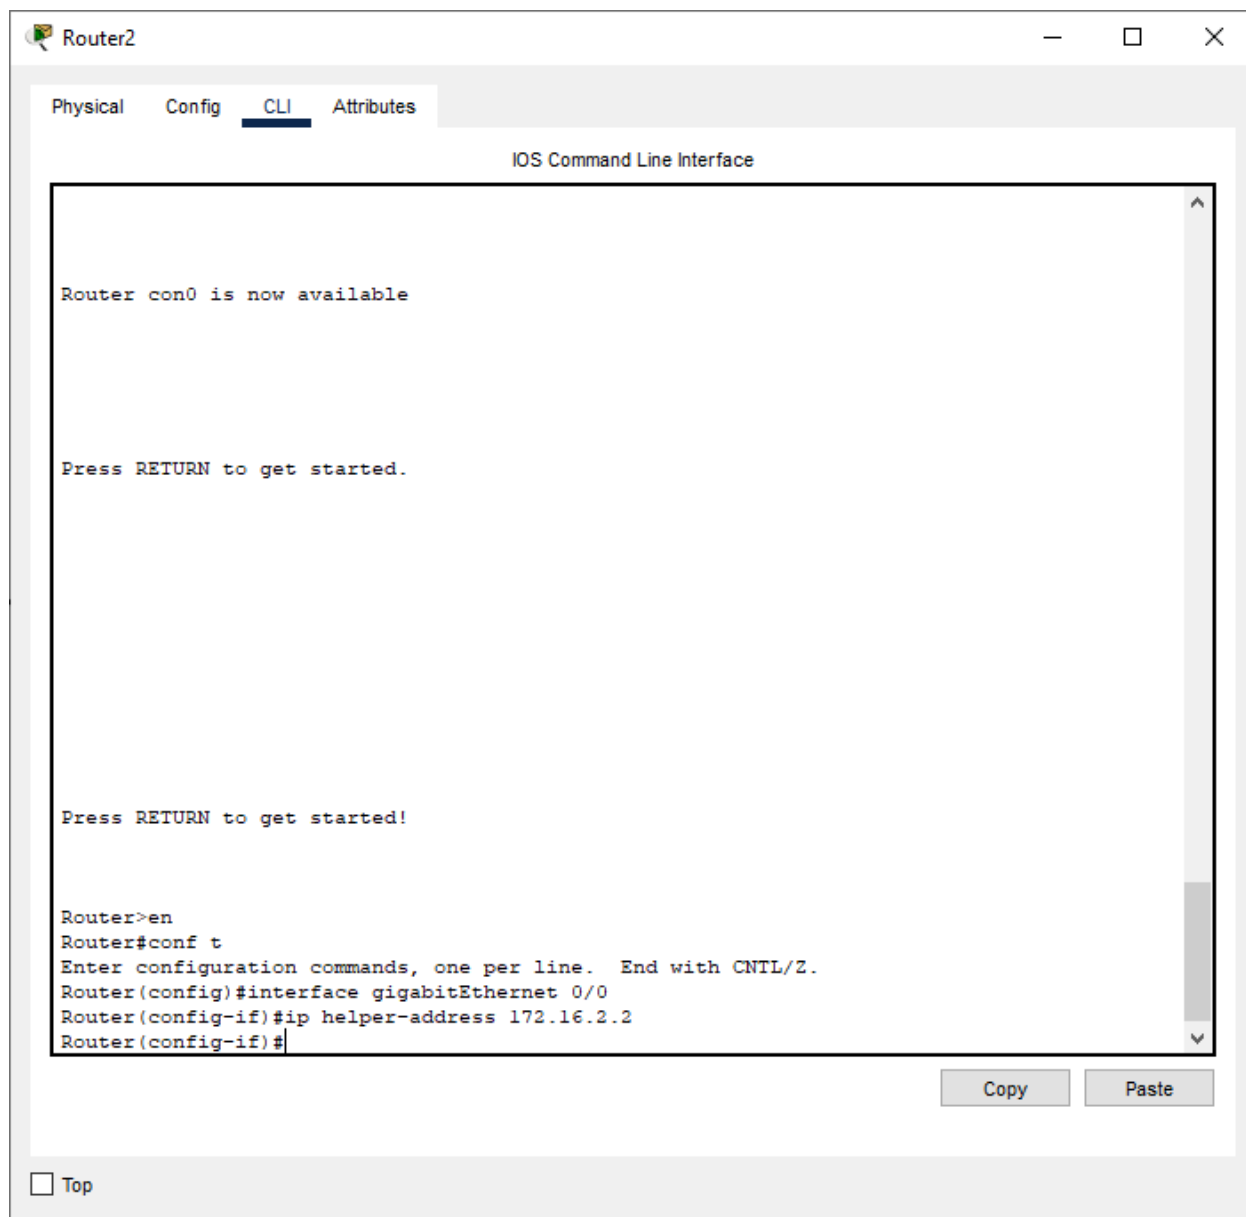 Router2
Physical Config CLI Attributes
IOS Command Line Interface
Router con0 is now available
Press RETURN to get started.
Press RETURN to get started!
Router>en
Router#conf t
Enter configuration commands, one per line.  End with CNTL/Z.
Router(config)#interface gigabitEthernet 0/0
Router(config-if)#ip helper-address 172.16.2.2
Router(config-if)#
Copy Paste
Top